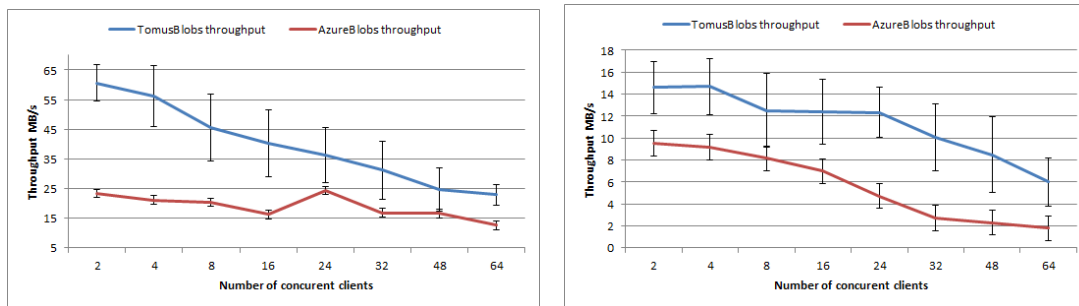 TomusBlobs throughput AzureBlobs throughput
65
55
45
35
25
15
5
Throughput MB/s
2 4 8 16 24 32 48 64
Number of concurent clients
TomusBlobs throughput AzureBlobs throughput
18
16
14
12
10
8
6
4
2
0
Throughput MB/s
2 4 8 16 24 32 48 64
Number of concurent clients